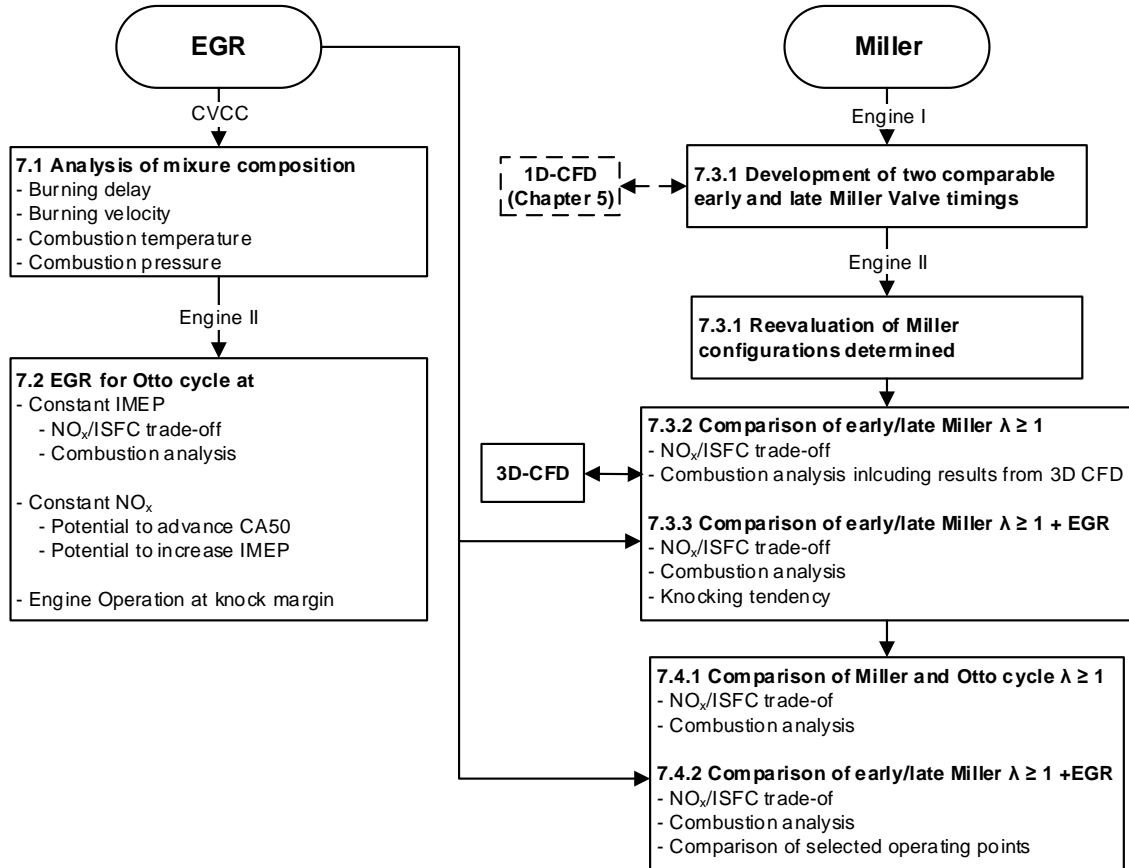 EGR
CVCC
7.1 Analysis of mixure composition
- Burning delay
- Burning velocity
- Combustion temperature
- Combustion pressure
Engine II
7.2 EGR for Otto cycle at
- Constant IMEP
- NOx/ISFC trade-off
- Combustion analysis
- Constant NOx
- Potential to advance CA50
- Potential to increase IMEP
- Engine Operation at knock margin
Miller
Engine I
1D-CFD
(Chapter 5)
7.3.1 Development of two comparable
early and late Miller Valve timings
Engine II
7.3.1 Reevaluation of Miller
configurations determined
3D-CFD
7.3.2 Comparison of early/late Miller λ ≥ 1
- NOx/ISFC trade-off
- Combustion analysis inlcuding results from 3D CFD
7.3.3 Comparison of early/late Miller λ ≥ 1 + EGR
- NOx/ISFC trade-off
- Combustion analysis
- Knocking tendency
7.4.1 Comparison of Miller and Otto cycle λ ≥ 1
- NOx/ISFC trade-of
- Combustion analysis
7.4.2 Comparison of early/late Miller λ ≥ 1 +EGR
- NOx/ISFC trade-of
- Combustion analysis
- Comparison of selected operating points